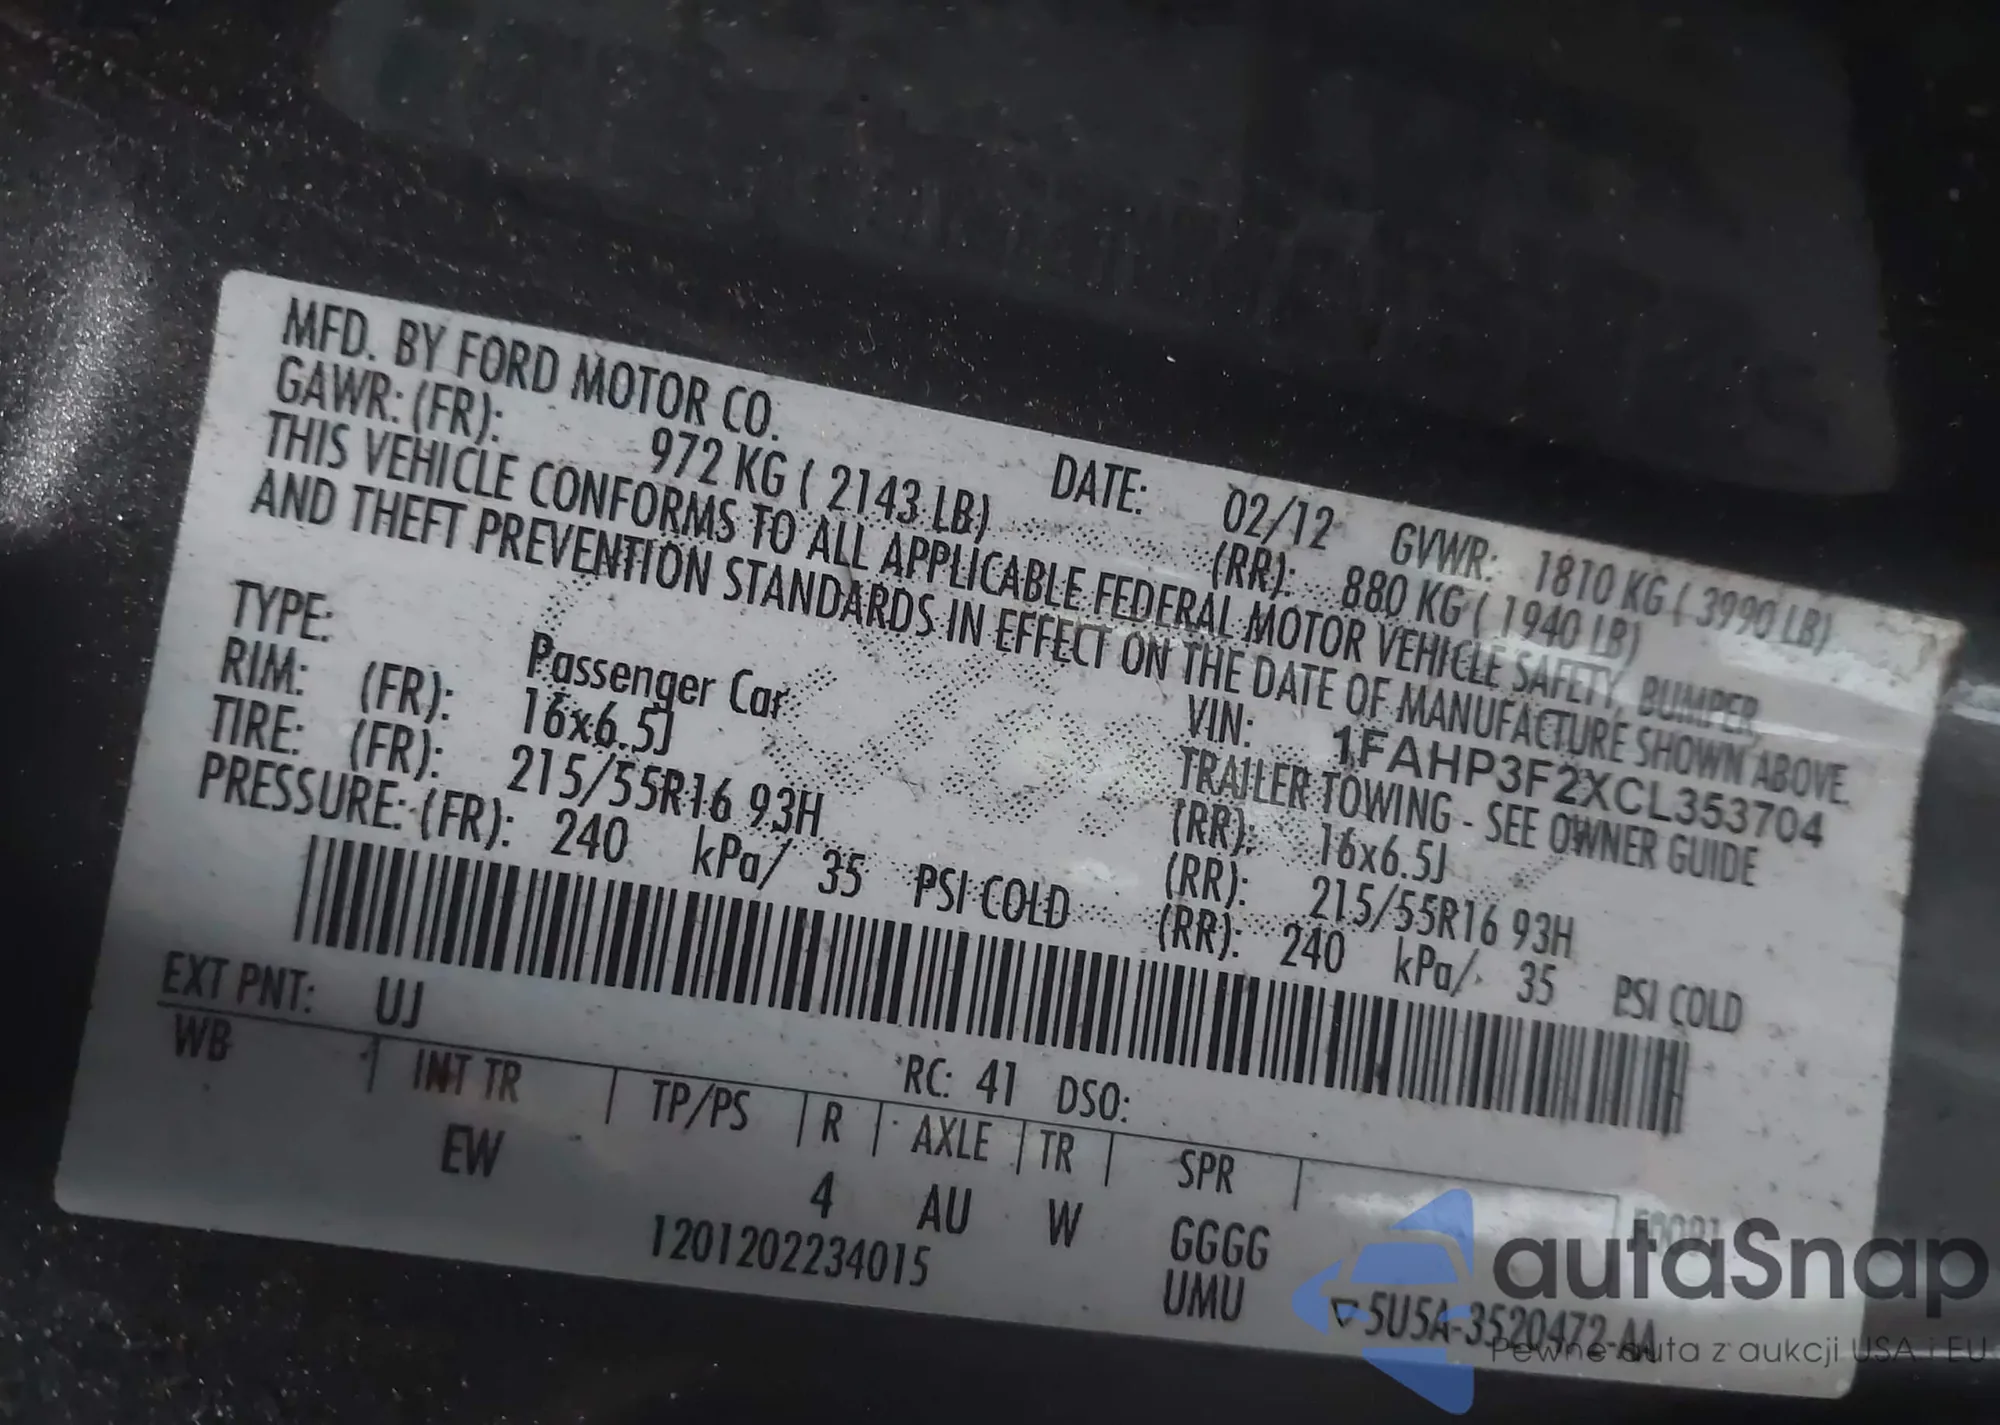 MFD. BY FORD MOTOR CO.
DATE: 02/12 GVWR: 1810 KG ( 3990 LB)
GAWR: (FR): 972 KG ( 2143 LB) (RR): 880 KG ( 1940 LB)
THIS VEHICLE CONFORMS TO ALL APPLICABLE FEDERAL MOTOR VEHICLE SAFETY, BUMPER,
AND THEFT PREVENTION STANDARDS IN EFFECT ON THE DATE OF MANUFACTURE SHOWN ABOVE.
VIN: 1FAHP3F2XCL353704
TYPE: Passenger Car TRAILER TOWING - SEE OWNER GUIDE
RIM: (FR): 16x6.5J (RR): 16x6.5J
TIRE: (FR): 215/55R16 93H (RR): 215/55R16 93H
PRESSURE: (FR): 240 kPa/ 35 PSI COLD (RR): 240 kPa/ 35 PSI COLD
EXT PNT: UJ RC: 41 DSO:
WB INT TR TP/PS R AXLE TR SPR
EW 4 AU W GGGG
1201202234015 UMU
▽5U5A-3520472-AA
autaSnap
Pewne auta z aukcji USA i EU